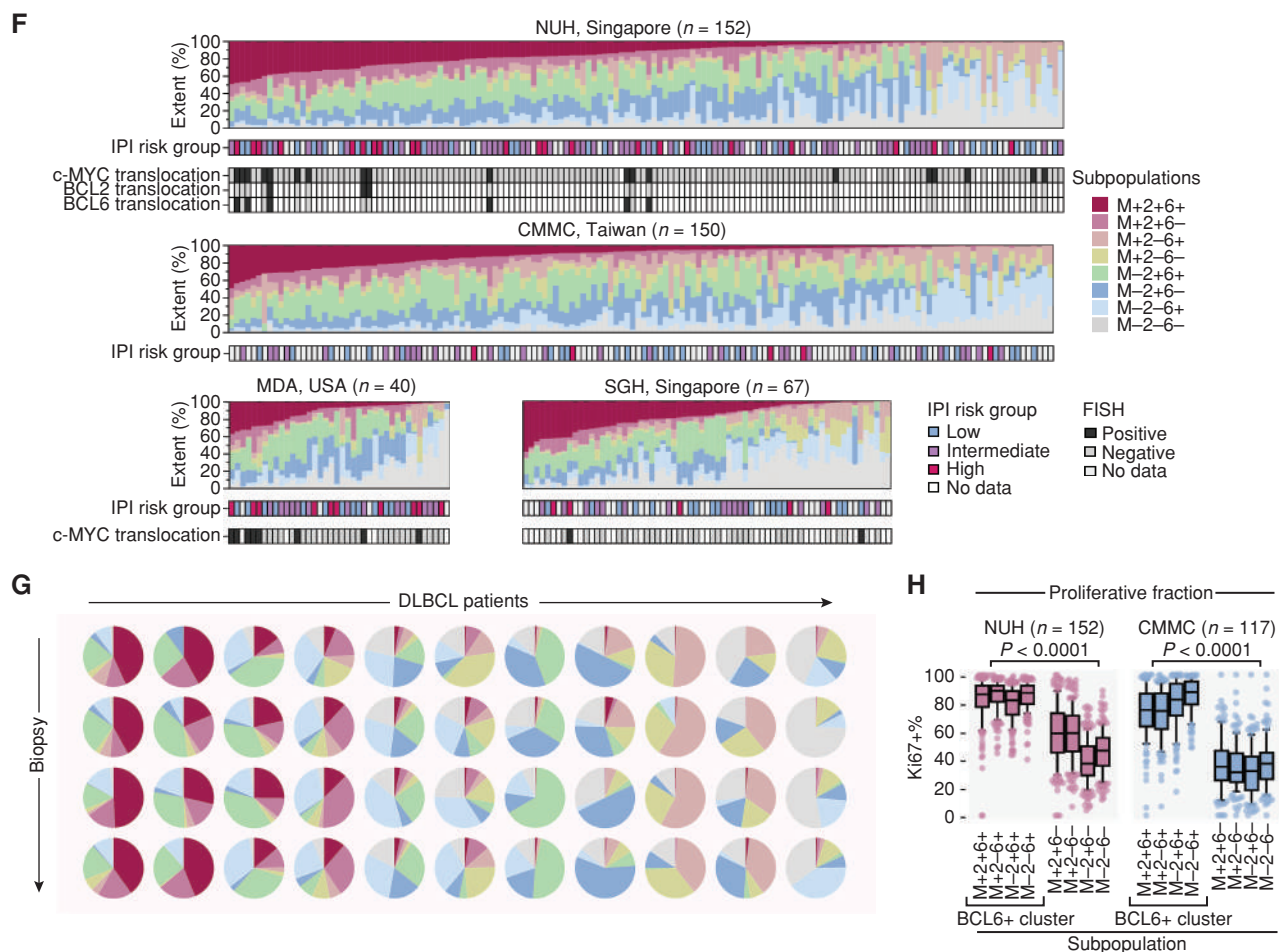 F
NUH, Singapore (n = 152)
Extent (%)
100
80
60
40
20
0
IPI risk group
c-MYC translocation
BCL2 translocation
BCL6 translocation
CMMC, Taiwan (n = 150)
Extent (%)
100
80
60
40
20
0
IPI risk group
Subpopulations
M+2+6+
M+2+6–
M+2–6+
M+2–6–
M–2+6+
M–2+6–
M–2–6+
M–2–6–
MDA, USA (n = 40)
Extent (%)
100
80
60
40
20
0
IPI risk group
c-MYC translocation
SGH, Singapore (n = 67)
IPI risk group
Low
Intermediate
High
No data
FISH
Positive
Negative
No data
G
DLBCL patients
Biopsy
H
Proliferative fraction
NUH (n = 152) CMMC (n = 117)
P < 0.0001 P < 0.0001
Ki67+%
100
80
60
40
20
0
M+2+6+
M+2–6+
M–2+6+
M–2–6+
M+2+6–
M+2–6–
M–2+6–
M–2–6–
M+2+6+
M+2–6+
M–2+6+
M–2–6+
M+2+6–
M+2–6–
M–2+6–
M–2–6–
BCL6+ cluster BCL6+ cluster
Subpopulation